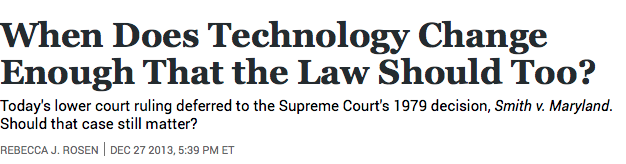 When Does Technology Change
Enough That the Law Should Too?
Today's lower court ruling deferred to the Supreme Court's 1979 decision, Smith v. Maryland.
Should that case still matter?
REBECCA J. ROSEN | DEC 27 2013, 5:39 PM ET